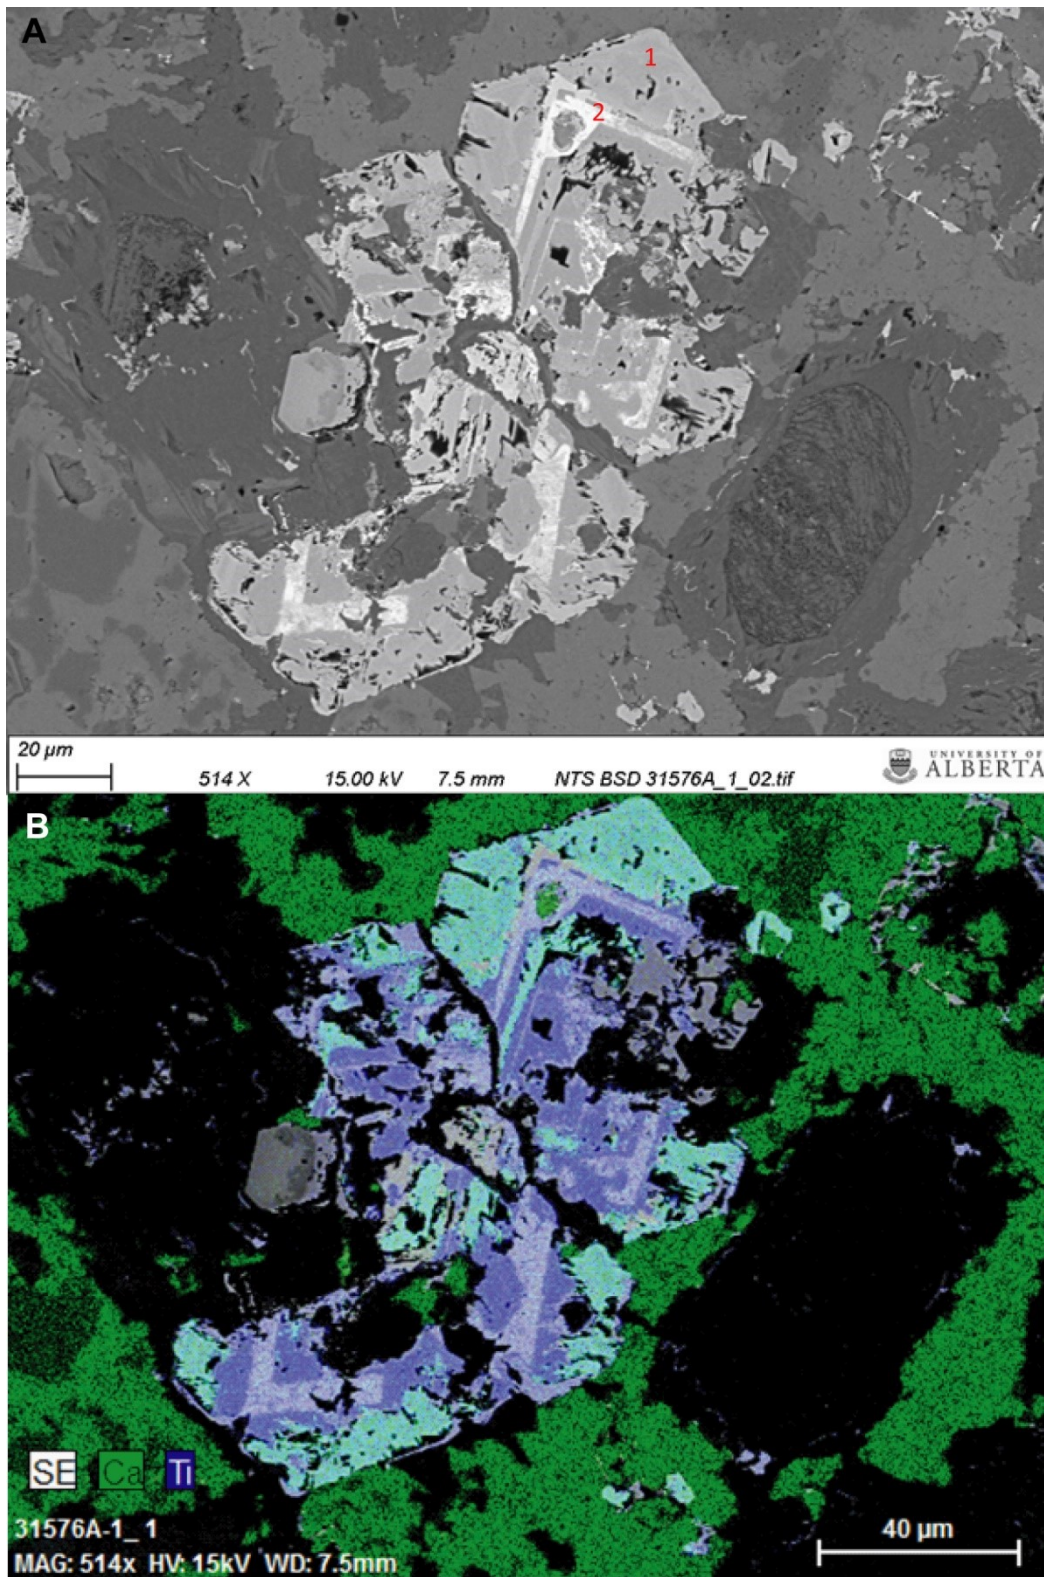 A
1
2
20 µm
514 X 15.00 kV 7.5 mm NTS BSD 31576A_1_02.tif
UNIVERSITY OF
ALBERTA
B
SE Ca Ti
31576A-1_ 1
MAG: 514x HV: 15kV WD: 7.5mm
40 µm